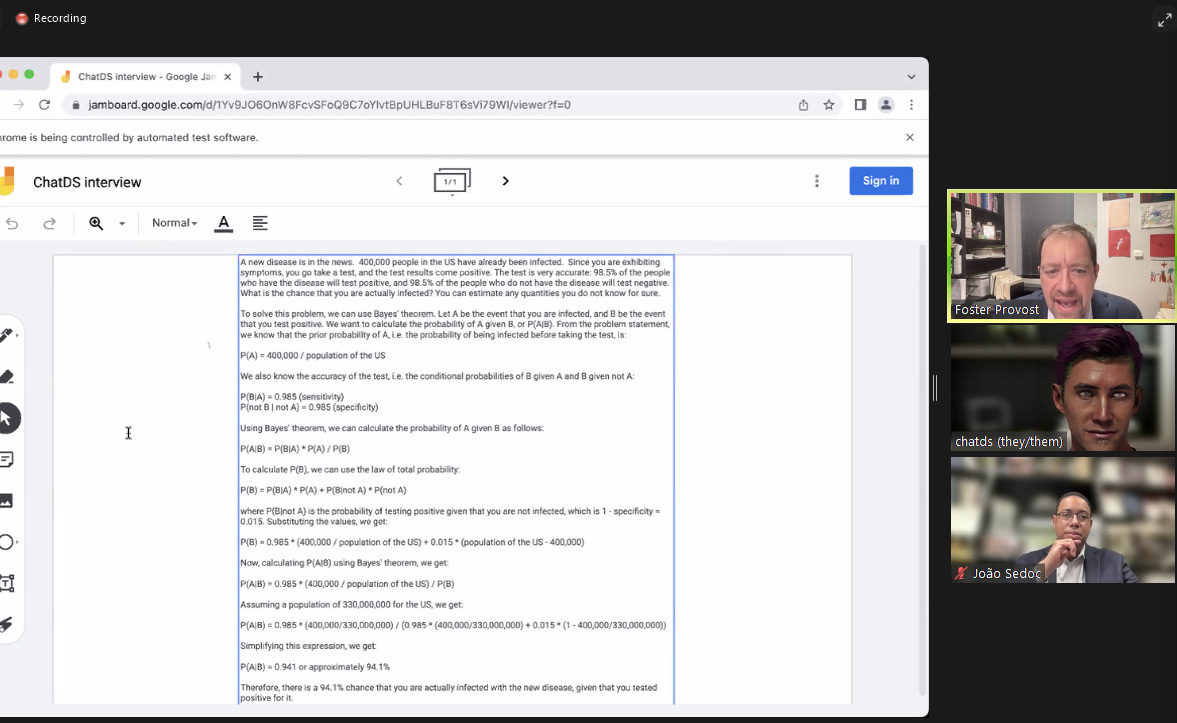 Recording
ChatDS interview - Google Jam
jamboard.google.com/d/1Yv9JO6OnW8FcvSFoQ9C7oYIvtBpUHLBuF8T6sVi79WI/viewer?f=0
rome is being controlled by automated test software.
ChatDS interview
1/1
Sign in
Normal
A new disease is in the news. 400,000 people in the US have already been infected. Since you are exhibiting
symptoms, you go take a test, and the test results come positive. The test is very accurate: 98.5% of the people
who have the disease will test positive, and 98.5% of the people who do not have the disease will test negative.
What is the chance that you are actually infected? You can estimate any quantities you do not know for sure.
To solve this problem, we can use Bayes' theorem. Let A be the event that you are infected, and B be the event
that you test positive. We want to calculate the probability of A given B, or P(A|B). From the problem statement,
we know that the prior probability of A, i.e. the probability of being infected before taking the test, is:
P(A) = 400,000 / population of the US
We also know the accuracy of the test, i.e. the conditional probabilities of B given A and B given not A:
P(B|A) = 0.985 (sensitivity)
P(not B | not A) = 0.985 (specificity)
Using Bayes' theorem, we can calculate the probability of A given B as follows:
P(A|B) = P(B|A) * P(A) / P(B)
To calculate P(B), we can use the law of total probability:
P(B) = P(B|A) * P(A) + P(B|not A) * P(not A)
where P(B|not A) is the probability of testing positive given that you are not infected, which is 1 - specificity =
0.015. Substituting the values, we get:
P(B) = 0.985 * (400,000 / population of the US) + 0.015 * (population of the US - 400,000)
Now, calculating P(A|B) using Bayes' theorem, we get:
P(A|B) = 0.985 * (400,000 / population of the US) / P(B)
Assuming a population of 330,000,000 for the US, we get:
P(A|B) = 0.985 * (400,000/330,000,000) / (0.985 * (400,000/330,000,000) + 0.015 * (1 - 400,000/330,000,000))
Simplifying this expression, we get:
P(A|B) = 0.941 or approximately 94.1%
Therefore, there is a 94.1% chance that you are actually infected with the new disease, given that you tested
positive for it.
Foster Provost
chatds (they/them)
João Sedoc